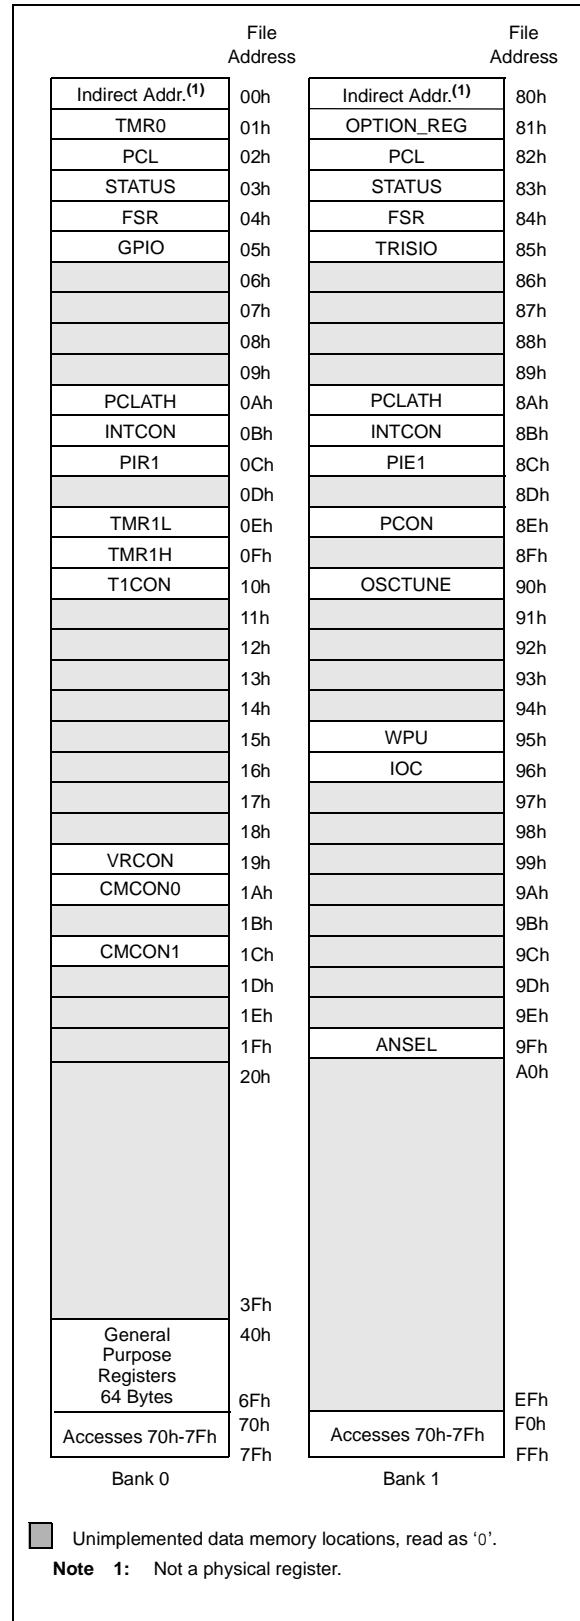 File Address File Address
Indirect Addr.(1) 00h Indirect Addr.(1) 80h
TMR0 01h OPTION_REG 81h
PCL 02h PCL 82h
STATUS 03h STATUS 83h
FSR 04h FSR 84h
GPIO 05h TRISIO 85h
06h 86h
07h 87h
08h 88h
09h 89h
PCLATH 0Ah PCLATH 8Ah
INTCON 0Bh INTCON 8Bh
PIR1 0Ch PIE1 8Ch
0Dh 8Dh
TMR1L 0Eh PCON 8Eh
TMR1H 0Fh 8Fh
T1CON 10h OSCTUNE 90h
11h 91h
12h 92h
13h 93h
14h 94h
15h WPU 95h
16h IOC 96h
17h 97h
18h 98h
VRCON 19h 99h
CMCON0 1Ah 9Ah
1Bh 9Bh
CMCON1 1Ch 9Ch
1Dh 9Dh
1Eh 9Eh
1Fh ANSEL 9Fh
20h A0h
3Fh
General 40h
Purpose
Registers
64 Bytes 6Fh EFh
Accesses 70h-7Fh 70h Accesses 70h-7Fh F0h
7Fh FFh
Bank 0 Bank 1
Unimplemented data memory locations, read as ‘0’.
Note 1: Not a physical register.